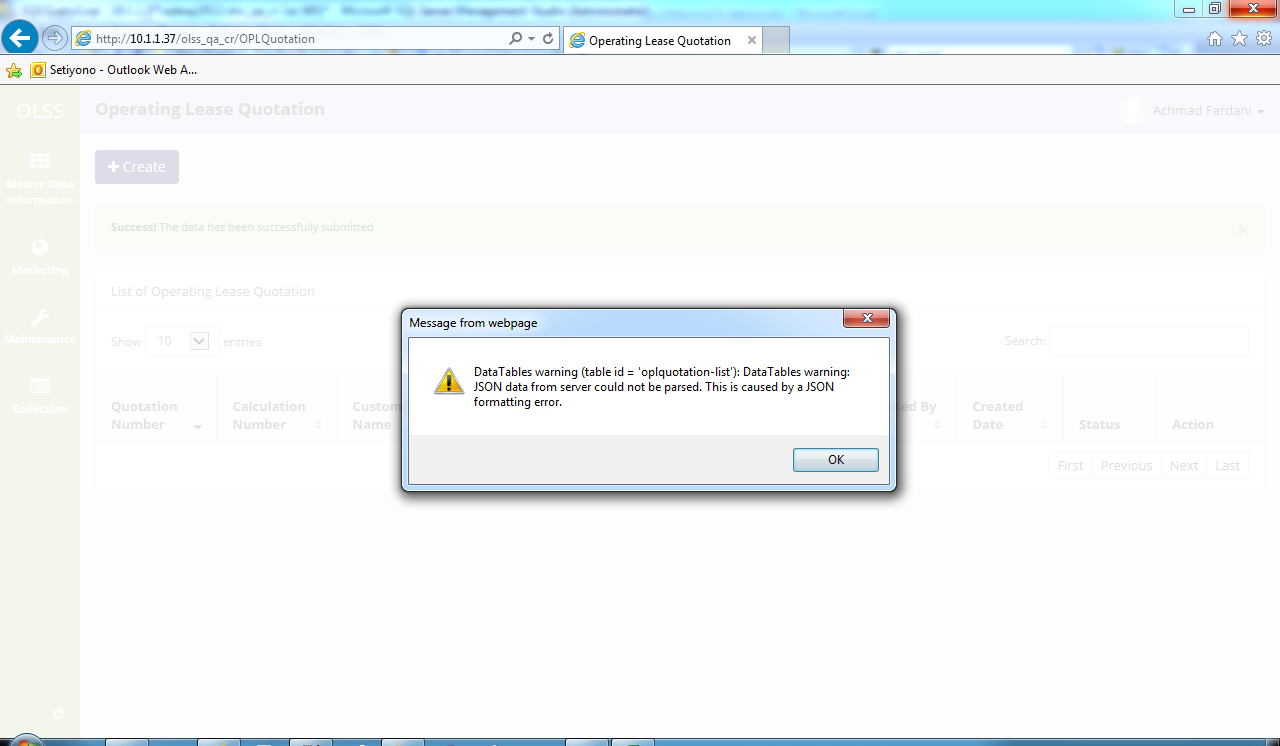 http://10.1.1.37/olss_qa_cr/OPLQuotation
Operating Lease Quotation
Setiyono - Outlook Web A...
OLSS
Operating Lease Quotation
Achmad Fardani
Create
Master Data
Information
Success! The data has been successfully submitted
Marketing
List of Operating Lease Quotation
Maintenance
Show 10 entries
Search:
Collection
Quotation
Number
Calculation
Number
Custom
Name
ed By
Created
Date
Status
Action
First Previous Next Last
Message from webpage
DataTables warning (table id = 'oplquotation-list'): DataTables warning:
JSON data from server could not be parsed. This is caused by a JSON
formatting error.
OK